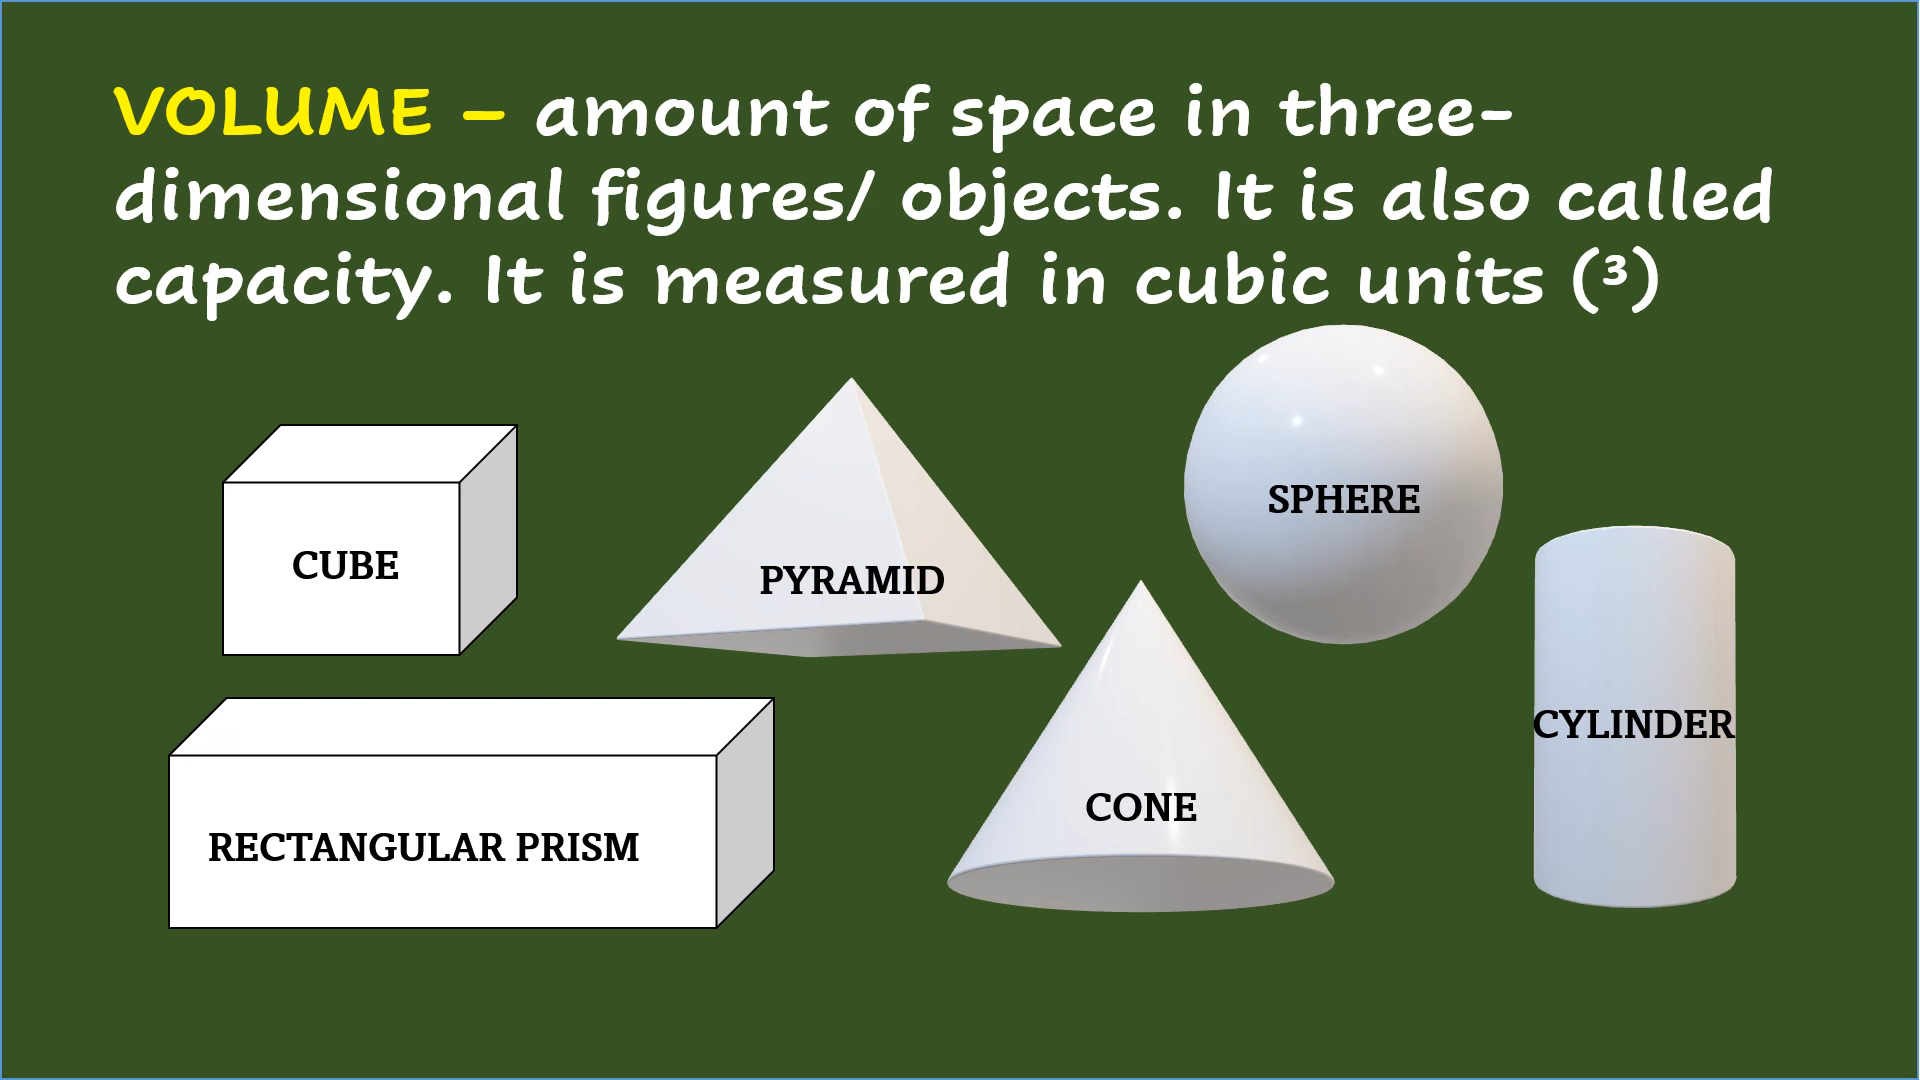 VOLUME – amount of space in three-
dimensional figures/ objects. It is also called
capacity. It is measured in cubic units (³)
SPHERE
CUBE
PYRAMID
CYLINDER
CONE
RECTANGULAR PRISM